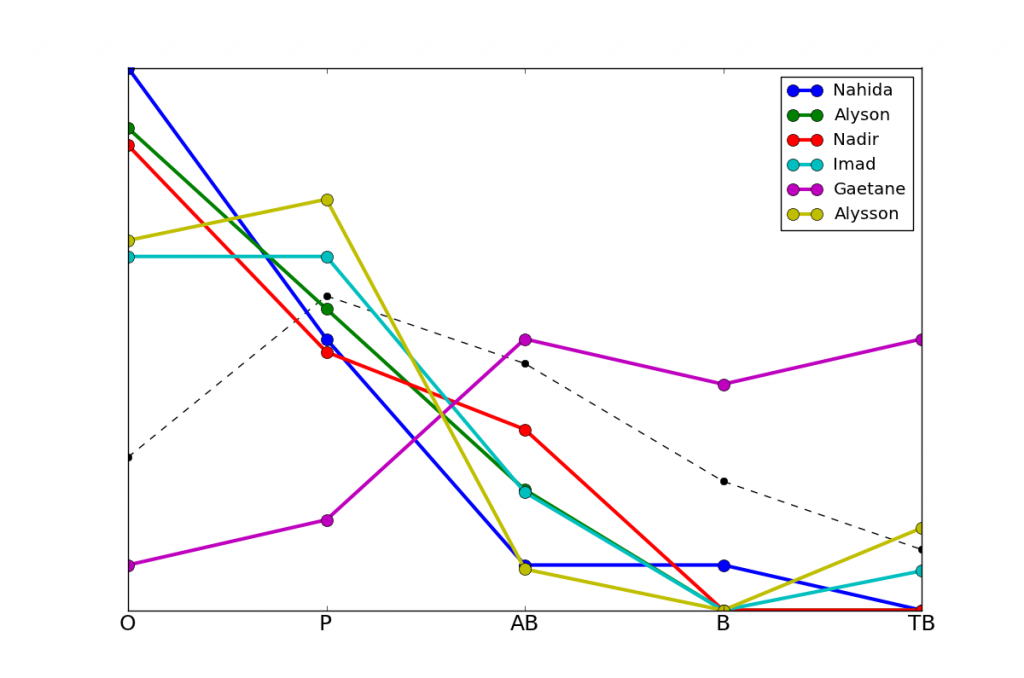 Nahida
Alyson
Nadir
Imad
Gaetane
Alysson
O P AB B TB